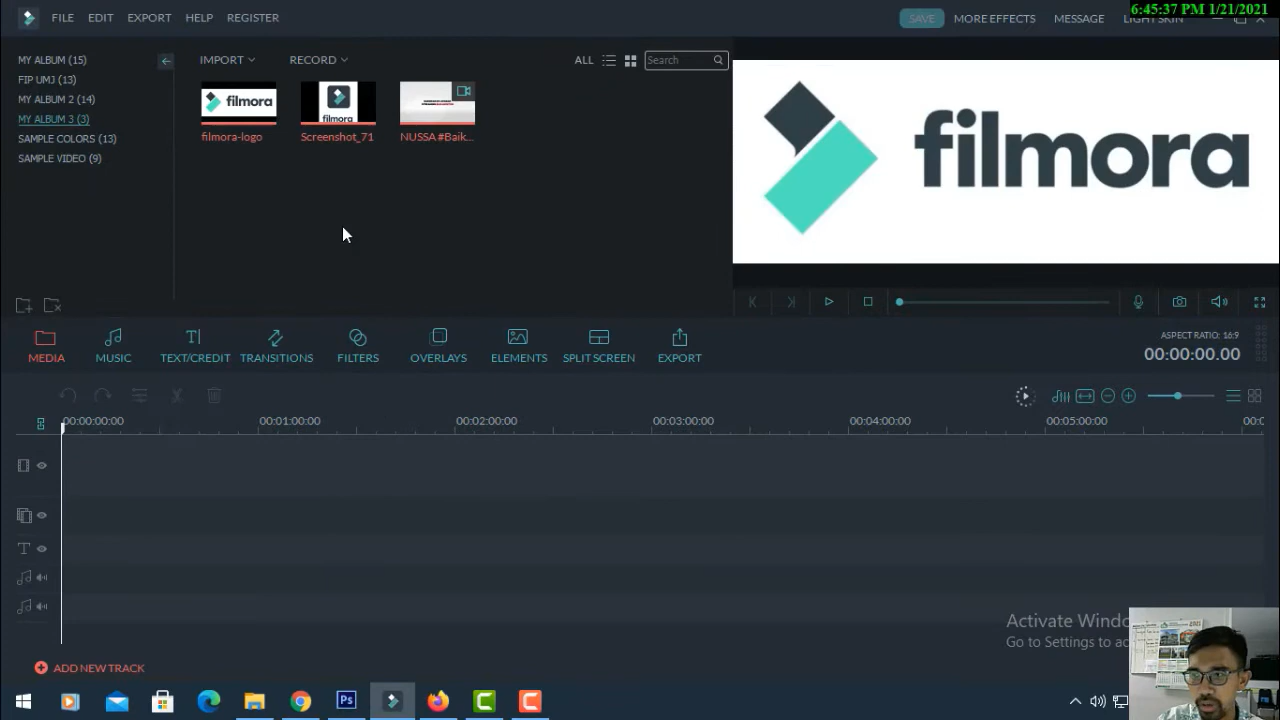 6:45:37 PM 1/21/2021
FILE EDIT EXPORT HELP REGISTER
SAVE MORE EFFECTS MESSAGE LIGHT SKIN
MY ALBUM (15)
FIP UMJ (13)
MY ALBUM 2 (14)
MY ALBUM 3 (3)
SAMPLE COLORS (13)
SAMPLE VIDEO (9)
IMPORT RECORD ALL Search
filmora
filmora
filmora-logo Screenshot_71 NUSSA #Baik...
filmora
MEDIA MUSIC TEXT/CREDIT TRANSITIONS FILTERS OVERLAYS ELEMENTS SPLIT SCREEN EXPORT
ASPECT RATIO: 16:9
00:00:00.00
00:00:00:00 00:01:00:00 00:02:00:00 00:03:00:00 00:04:00:00 00:05:00:00
T
Activate
Go to Settings to
ADD NEW TRACK
Ps